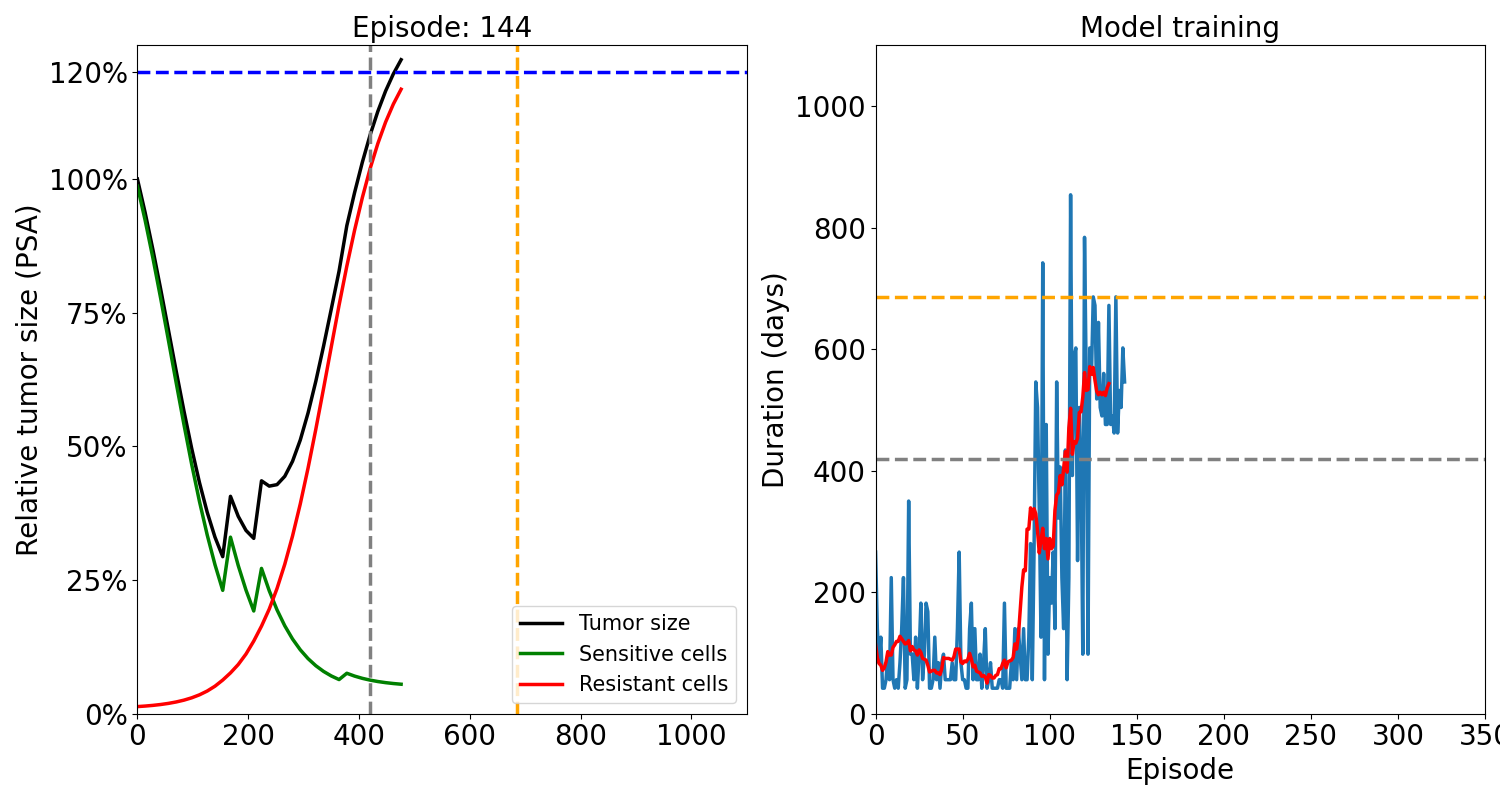 Episode: 144
Relative tumor size (PSA)
120%
100%
75%
50%
25%
0%
0 200 400 600 800 1000
Tumor size
Sensitive cells
Resistant cells
Model training
Duration (days)
1000
800
600
400
200
0
0 50 100 150 200 250 300 350
Episode